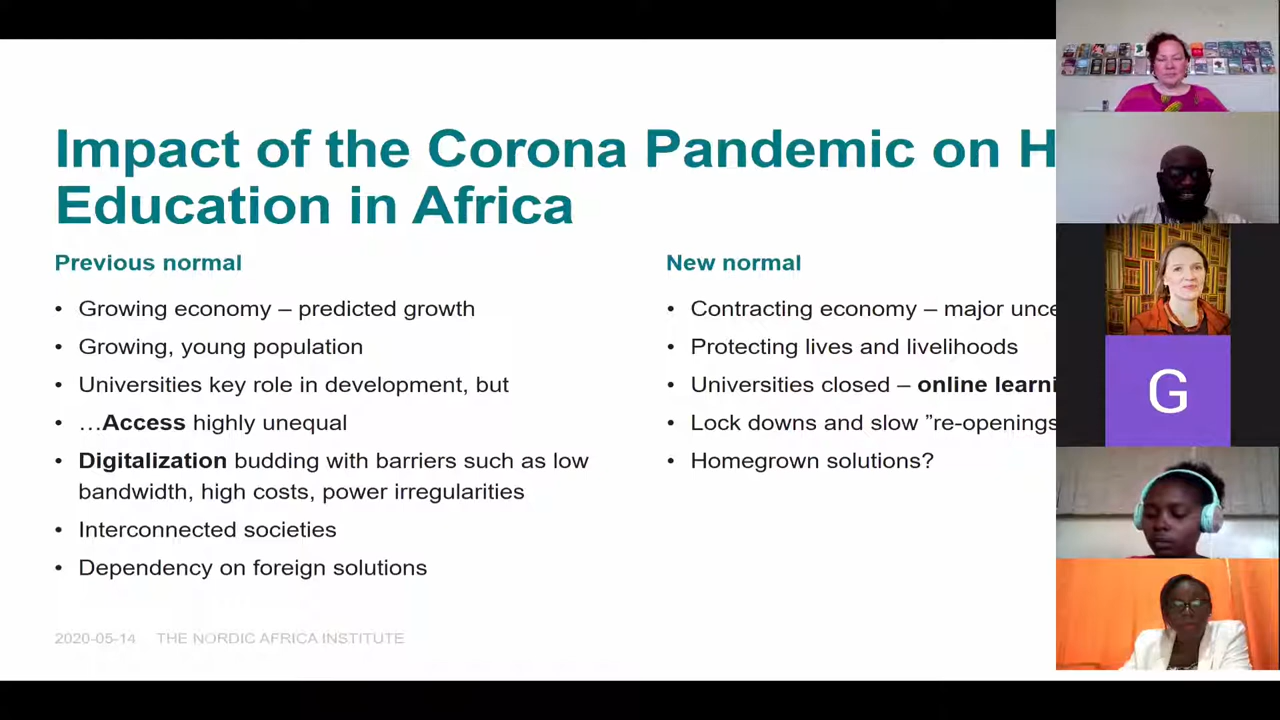 Impact of the Corona Pandemic on H
Education in Africa
Previous normal
• Growing economy – predicted growth
• Growing, young population
• Universities key role in development, but
• …Access highly unequal
• Digitalization budding with barriers such as low
bandwidth, high costs, power irregularities
• Interconnected societies
• Dependency on foreign solutions
New normal
• Contracting economy – major unce
• Protecting lives and livelihoods
• Universities closed – online learni
• Lock downs and slow ”re-openings
• Homegrown solutions?
2020-05-14 THE NORDIC AFRICA INSTITUTE
G